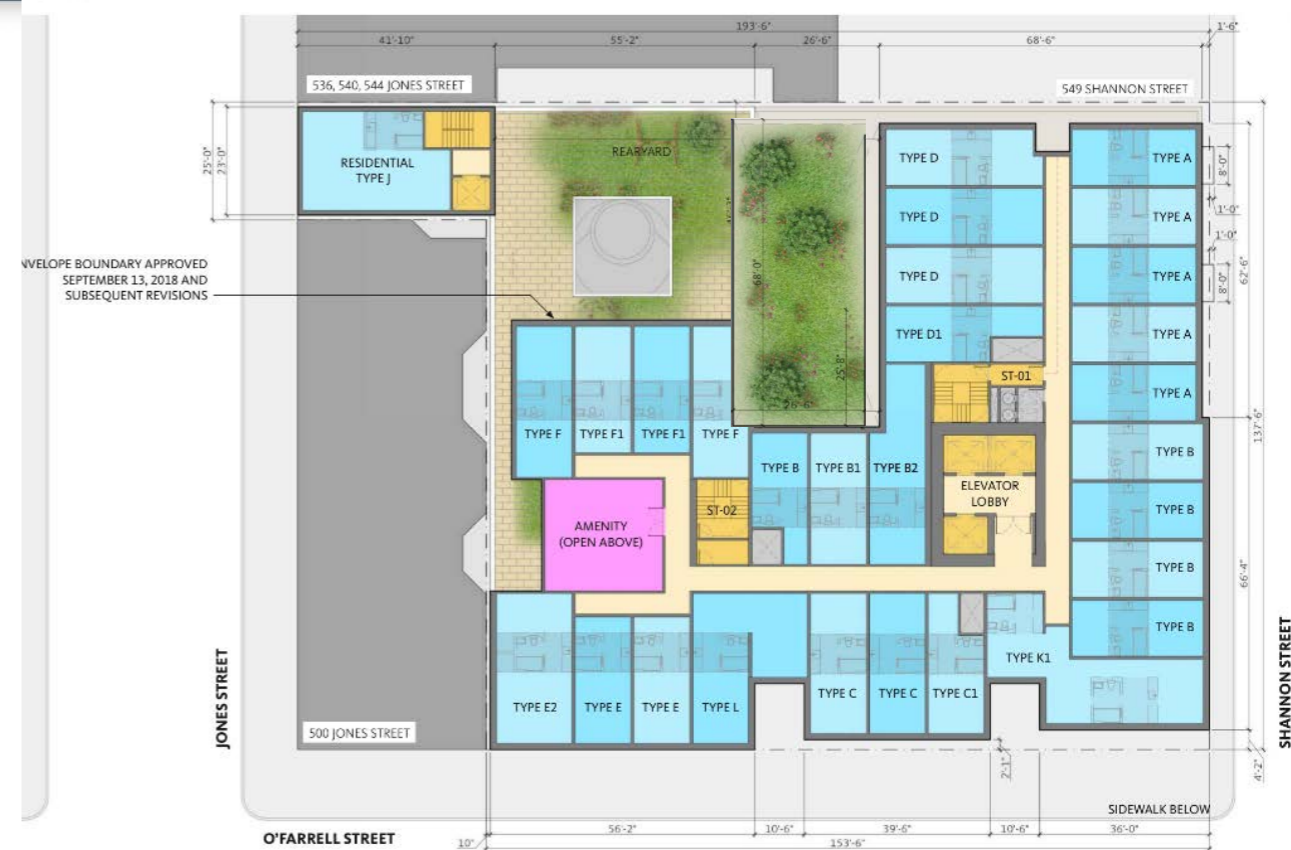 193'-6"
1'-6"
41'-10"
55'-2"
26'-6"
68'-6"
536, 540, 544 JONES STREET
549 SHANNON STREET
25'-0"
23'-0"
RESIDENTIAL
TYPE J
REARYARD
TYPE D
TYPE A
8'-0"
TYPE D
TYPE A
1'-0"
1'-0"
NVELOPE BOUNDARY APPROVED
SEPTEMBER 13, 2018 AND
SUBSEQUENT REVISIONS
68'-0"
TYPE D
TYPE A
8'-0"
62'-6"
TYPE D1
TYPE A
25'-8"
ST-01
TYPE A
26'-6"
137'-6"
TYPE F
TYPE F1
TYPE F1
TYPE F
TYPE B
TYPE B
TYPE B1
TYPE B2
ELEVATOR
LOBBY
TYPE B
ST-02
AMENITY
(OPEN ABOVE)
TYPE B
66'-4"
TYPE B
TYPE K1
TYPE E2
TYPE E
TYPE E
TYPE L
TYPE C
TYPE C
TYPE C1
JONES STREET
SHANNON STREET
500 JONES STREET
2'-1"
4'-2"
SIDEWALK BELOW
O'FARRELL STREET
10"
56'-2"
10'-6"
39'-6"
10'-6"
36'-0"
153'-6"